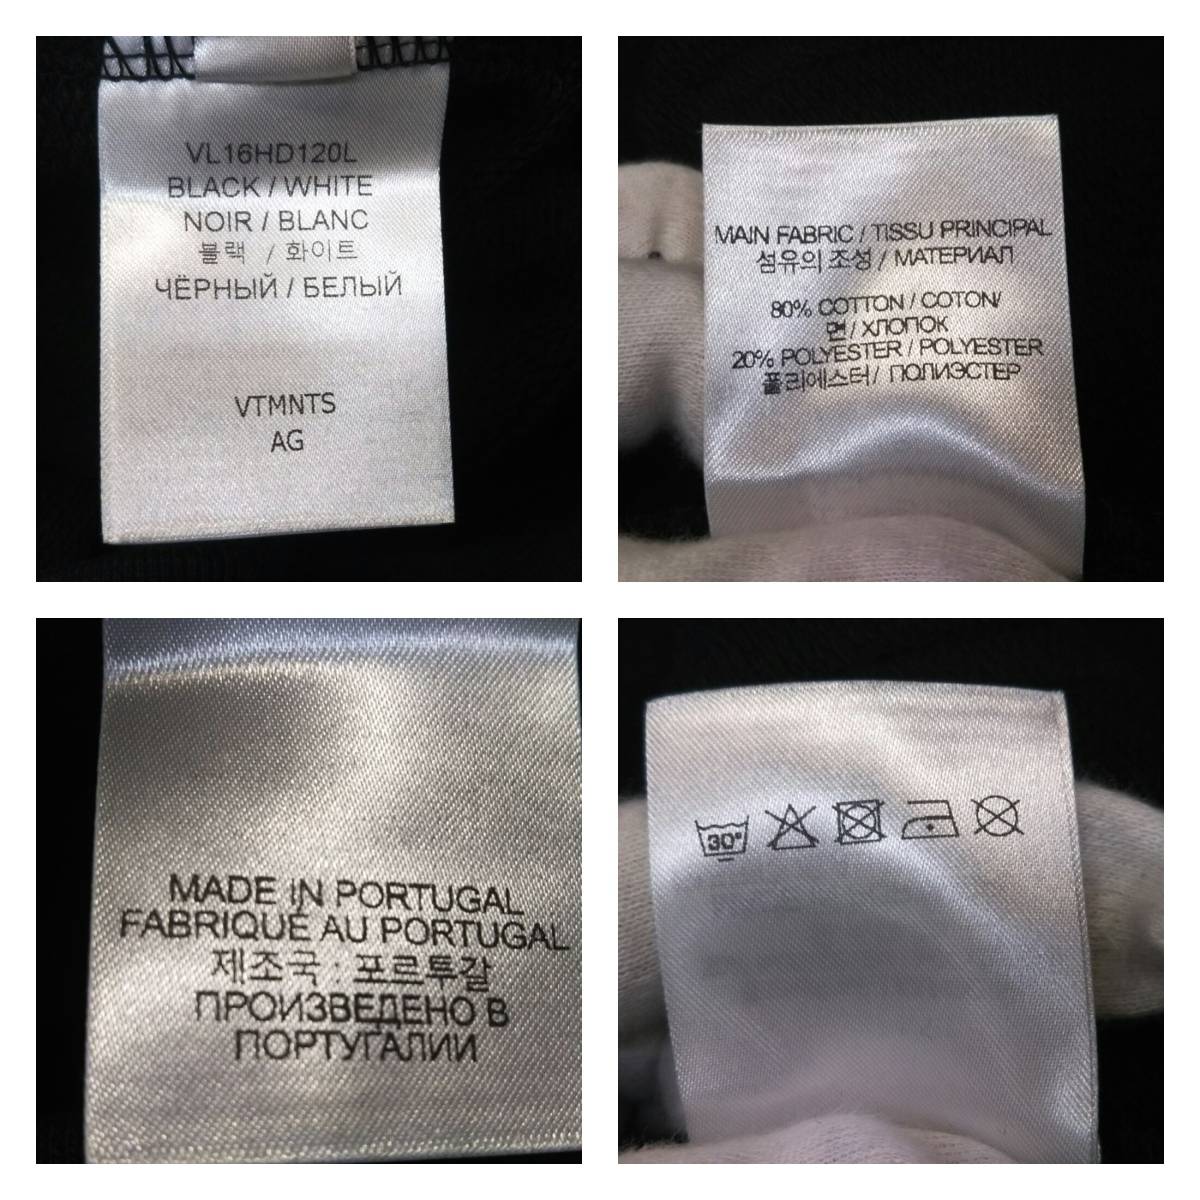 VL16HD120L
BLACK / WHITE
NOIR / BLANC
블랙 / 화이트
ЧЁРНЫЙ / БЕЛЫЙ
VTMNTS
AG
MAIN FABRIC / TISSU PRINCIPAL
섬유의 조성 / МАТЕРИАЛ
80% COTTON / COTON/
면 / ХЛОПОК
20% POLYESTER / POLYESTER
폴리에스터 / ПОЛИЭСТЕР
MADE IN PORTUGAL
FABRIQUÉ AU PORTUGAL
제조국 : 포르투갈
ПРОИЗВЕДЕНО В
ПОРТУГАЛИИ
30°